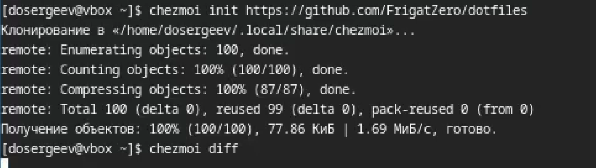 [dosergeev@vbox ~]$ chezmoi init https://github.com/FrigatZero/dotfiles
Клонирование в «/home/dosergeev/.local/share/chezmoi»...
remote: Enumerating objects: 100, done.
remote: Counting objects: 100% (100/100), done.
remote: Compressing objects: 100% (87/87), done.
remote: Total 100 (delta 0), reused 99 (delta 0), pack-reused 0 (from 0)
Получение объектов: 100% (100/100), 77.86 КиБ | 1.69 МиБ/с, готово.
[dosergeev@vbox ~]$ chezmoi diff